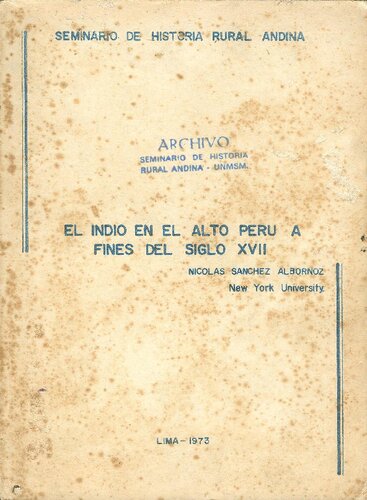 SEMINARIO DE HISTORIA RURAL ANDINA
ARCHIVO
SEMINARIO DE HISTORIA
RURAL ANDINA - UNMSM.
EL INDIO EN EL ALTO PERU A
FINES DEL SIGLO XVII
NICOLAS SANCHEZ ALBORNOZ
New York University
LIMA-1973